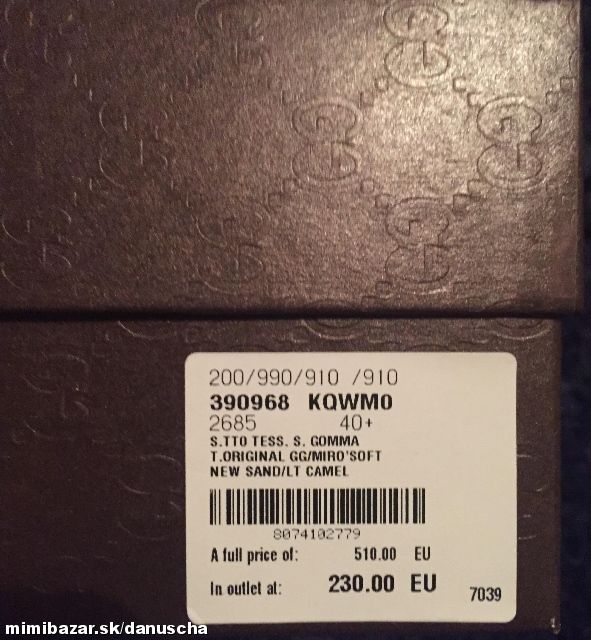 200/990/910 /910
390968 KQWM0
2685 40+
S.TTO TESS. S. GOMMA
T.ORIGINAL GG/MIRO'SOFT
NEW SAND/LT CAMEL
8074102779
A full price of: 510.00 EU
In outlet at: 230.00 EU
7039
mimibazar.sk/danuscha